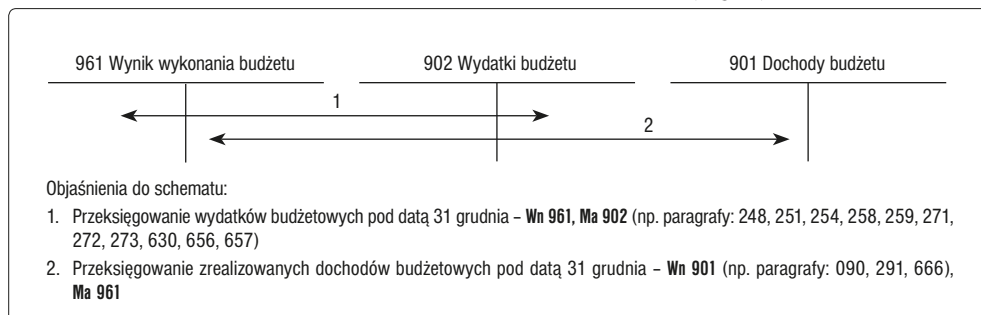 961 Wynik wykonania budżetu 902 Wydatki budżetu 901 Dochody budżetu
1
2
Objaśnienia do schematu:
1. Przeksięgowanie wydatków budżetowych pod datą 31 grudnia – Wn 961, Ma 902 (np. paragrafy: 248, 251, 254, 258, 259, 271,
272, 273, 630, 656, 657)
2. Przeksięgowanie zrealizowanych dochodów budżetowych pod datą 31 grudnia – Wn 901 (np. paragrafy: 090, 291, 666),
Ma 961